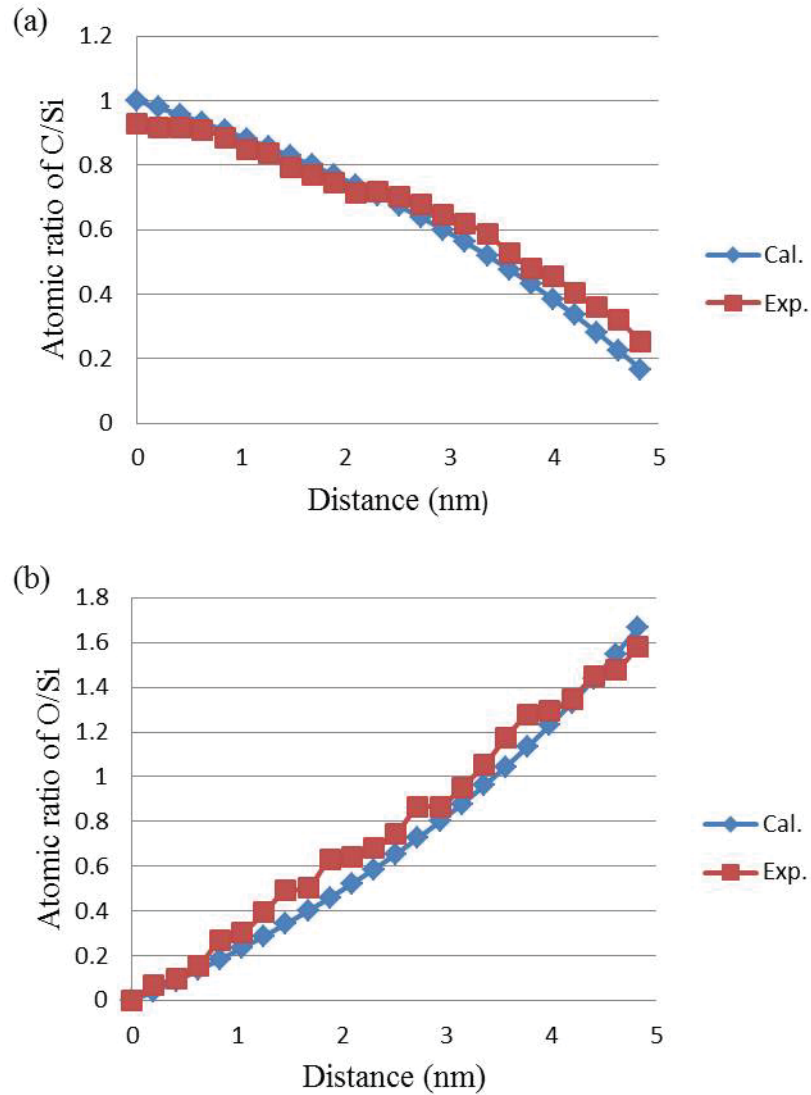 (a)
Atomic ratio of C/Si
1.2
1
0.8
0.6
0.4
0.2
0
0 1 2 3 4 5
Distance (nm)
Cal.
Exp.
(b)
Atomic ratio of O/Si
1.8
1.6
1.4
1.2
1
0.8
0.6
0.4
0.2
0
0 1 2 3 4 5
Distance (nm)
Cal.
Exp.